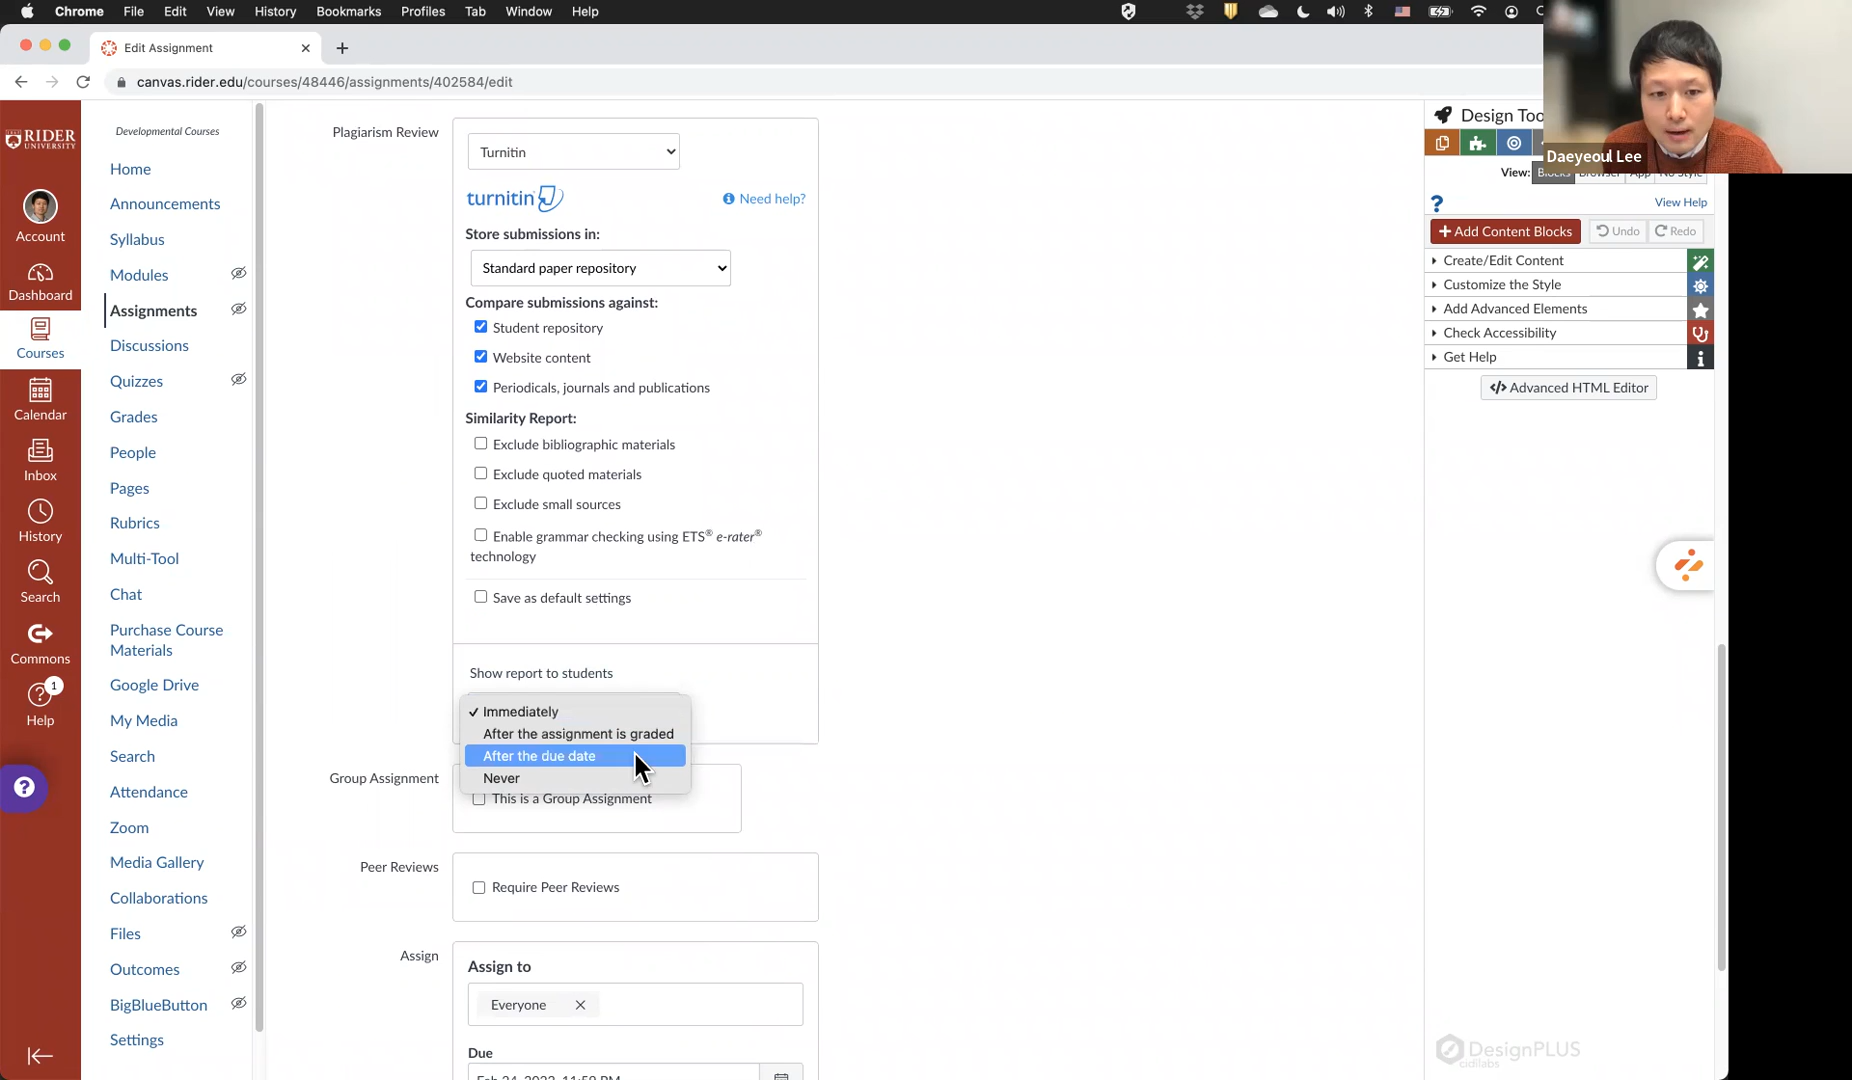 Chrome File Edit View History Bookmarks Profiles Tab Window Help
Edit Assignment
canvas.rider.edu/courses/48446/assignments/402584/edit
RIDER
UNIVERSITY
Account
Dashboard
Courses
Calendar
Inbox
History
Search
Commons
1
Help
Developmental Courses
Home
Announcements
Syllabus
Modules
Assignments
Discussions
Quizzes
Grades
People
Pages
Rubrics
Multi-Tool
Chat
Purchase Course
Materials
Google Drive
My Media
Search
Attendance
Zoom
Media Gallery
Collaborations
Files
Outcomes
BigBlueButton
Settings
Plagiarism Review
Turnitin
turnitin
Need help?
Store submissions in:
Standard paper repository
Compare submissions against:
Student repository
Website content
Periodicals, journals and publications
Similarity Report:
Exclude bibliographic materials
Exclude quoted materials
Exclude small sources
Enable grammar checking using ETS® e-rater®
technology
Save as default settings
Show report to students
✓ Immediately
After the assignment is graded
After the due date
Never
Group Assignment
This is a Group Assignment
Peer Reviews
Require Peer Reviews
Assign
Assign to
Everyone
Due
Design Too
Daeyeoul Lee
View:
View Help
Add Content Blocks
Undo
Redo
Create/Edit Content
Customize the Style
Add Advanced Elements
Check Accessibility
Get Help
</> Advanced HTML Editor
DesignPLUS
cidilabs